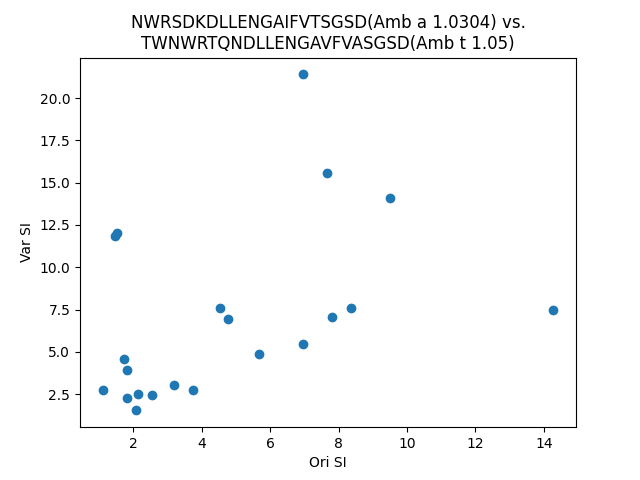 NWRSDKDLLENGAIFVTSGSD(Amb a 1.0304) vs.
TWNWRTQNDLLENGAVFVASGSD(Amb t 1.05)
20.0
17.5
15.0
12.5
10.0
7.5
5.0
2.5
Var SI
2 4 6 8 10 12 14
Ori SI